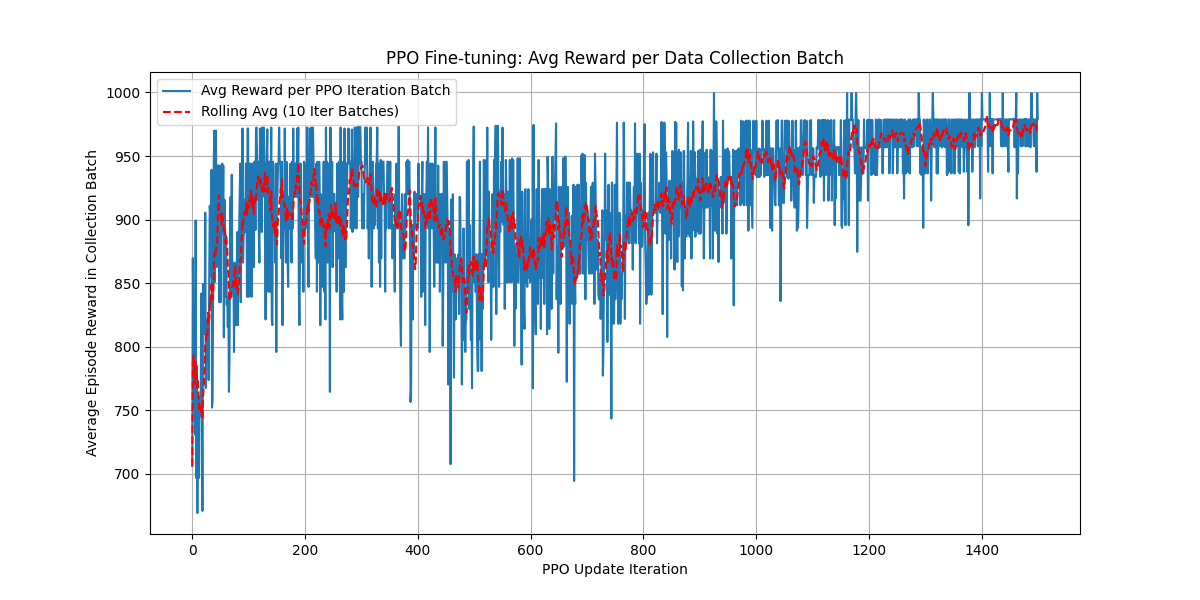 PPO Fine-tuning: Avg Reward per Data Collection Batch
Avg Reward per PPO Iteration Batch
Rolling Avg (10 Iter Batches)
Average Episode Reward in Collection Batch
1000
950
900
850
800
750
700
0 200 400 600 800 1000 1200 1400
PPO Update Iteration